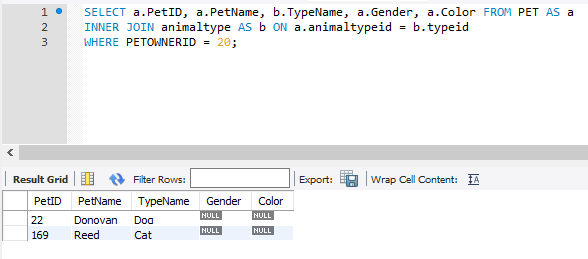 1 SELECT a.PetID, a.PetName, b.TypeName, a.Gender, a.Color FROM PET AS a
2 INNER JOIN animaltype AS b ON a.animaltypeid = b.typeid
3 WHERE PETOWNERID = 20;
Result Grid Filter Rows: Export: Wrap Cell Content: IA
PetID PetName TypeName Gender Color
22 Donovan Dog NULL NULL
169 Reed Cat NULL NULL